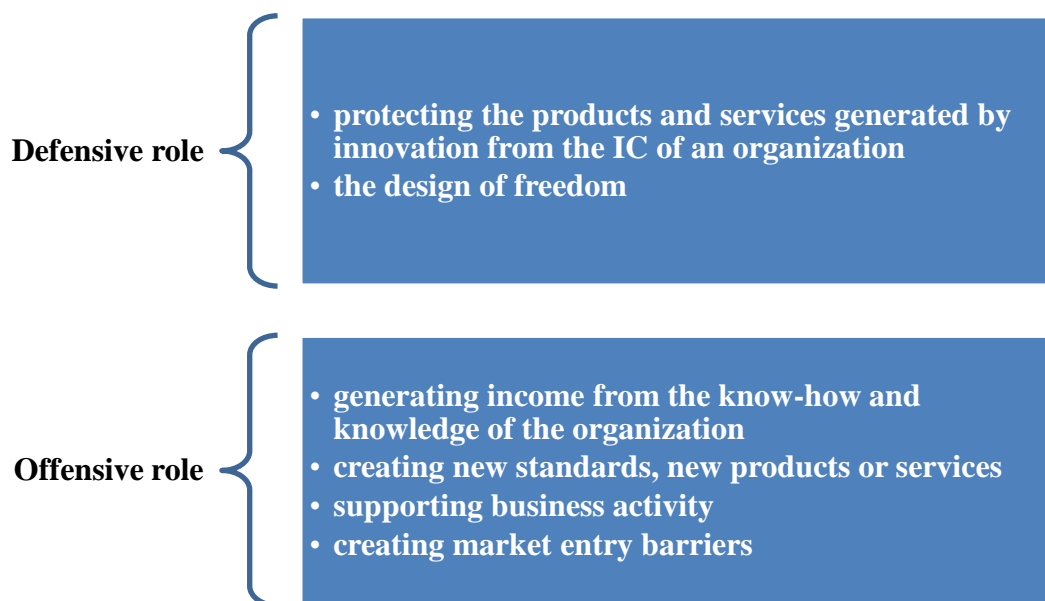 Defensive role
• protecting the products and services generated by
innovation from the IC of an organization
• the design of freedom
Offensive role
• generating income from the know-how and
knowledge of the organization
• creating new standards, new products or services
• supporting business activity
• creating market entry barriers